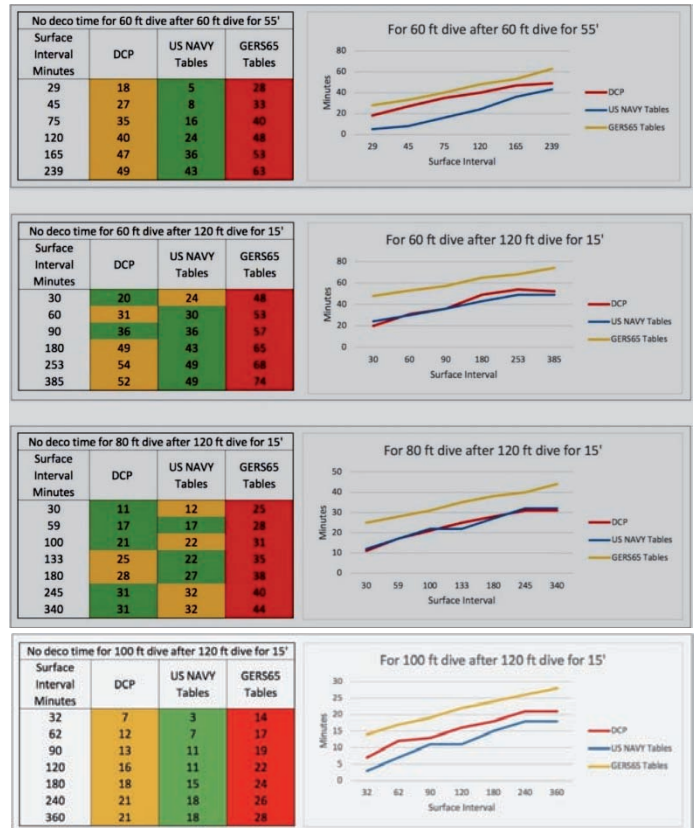 No deco time for 60 ft dive after 60 ft dive for 55'
Surface Interval Minutes DCP US NAVY Tables GERS65 Tables
29 18 5 28
45 27 8 33
75 35 16 40
120 40 24 48
165 47 36 53
239 49 43 63
For 60 ft dive after 60 ft dive for 55'
Minutes
80
60
40
20
0
29 45 75 120 165 239
Surface Interval
DCP
US NAVY Tables
GERS65 Tables
No deco time for 60 ft dive after 120 ft dive for 15'
Surface Interval Minutes DCP US NAVY Tables GERS65 Tables
30 20 24 48
60 31 30 53
90 36 36 57
180 49 43 65
253 54 49 68
385 52 49 74
For 60 ft dive after 120 ft dive for 15'
Minutes
80
60
40
20
0
30 60 90 180 253 385
Surface Interval
DCP
US NAVY Tables
GERS65 Tables
No deco time for 80 ft dive after 120 ft dive for 15'
Surface Interval Minutes DCP US NAVY Tables GERS65 Tables
30 11 12 25
59 17 17 28
100 21 22 31
133 25 22 35
180 28 27 38
245 31 32 40
340 31 32 44
For 80 ft dive after 120 ft dive for 15'
Minutes
50
40
30
20
10
0
30 59 100 133 180 245 340
Surface Interval
DCP
US NAVY Tables
GERS65 Tables
No deco time for 100 ft dive after 120 ft dive for 15'
Surface Interval Minutes DCP US NAVY Tables GERS65 Tables
32 7 3 14
62 12 7 17
90 13 11 19
120 16 11 22
180 18 15 24
240 21 18 26
360 21 18 28
For 100 ft dive after 120 ft dive for 15'
Minutes
30
25
20
15
10
5
0
32 62 90 120 180 240 360
Surface Interval
DCP
US NAVY Tables
GERS65 Tables